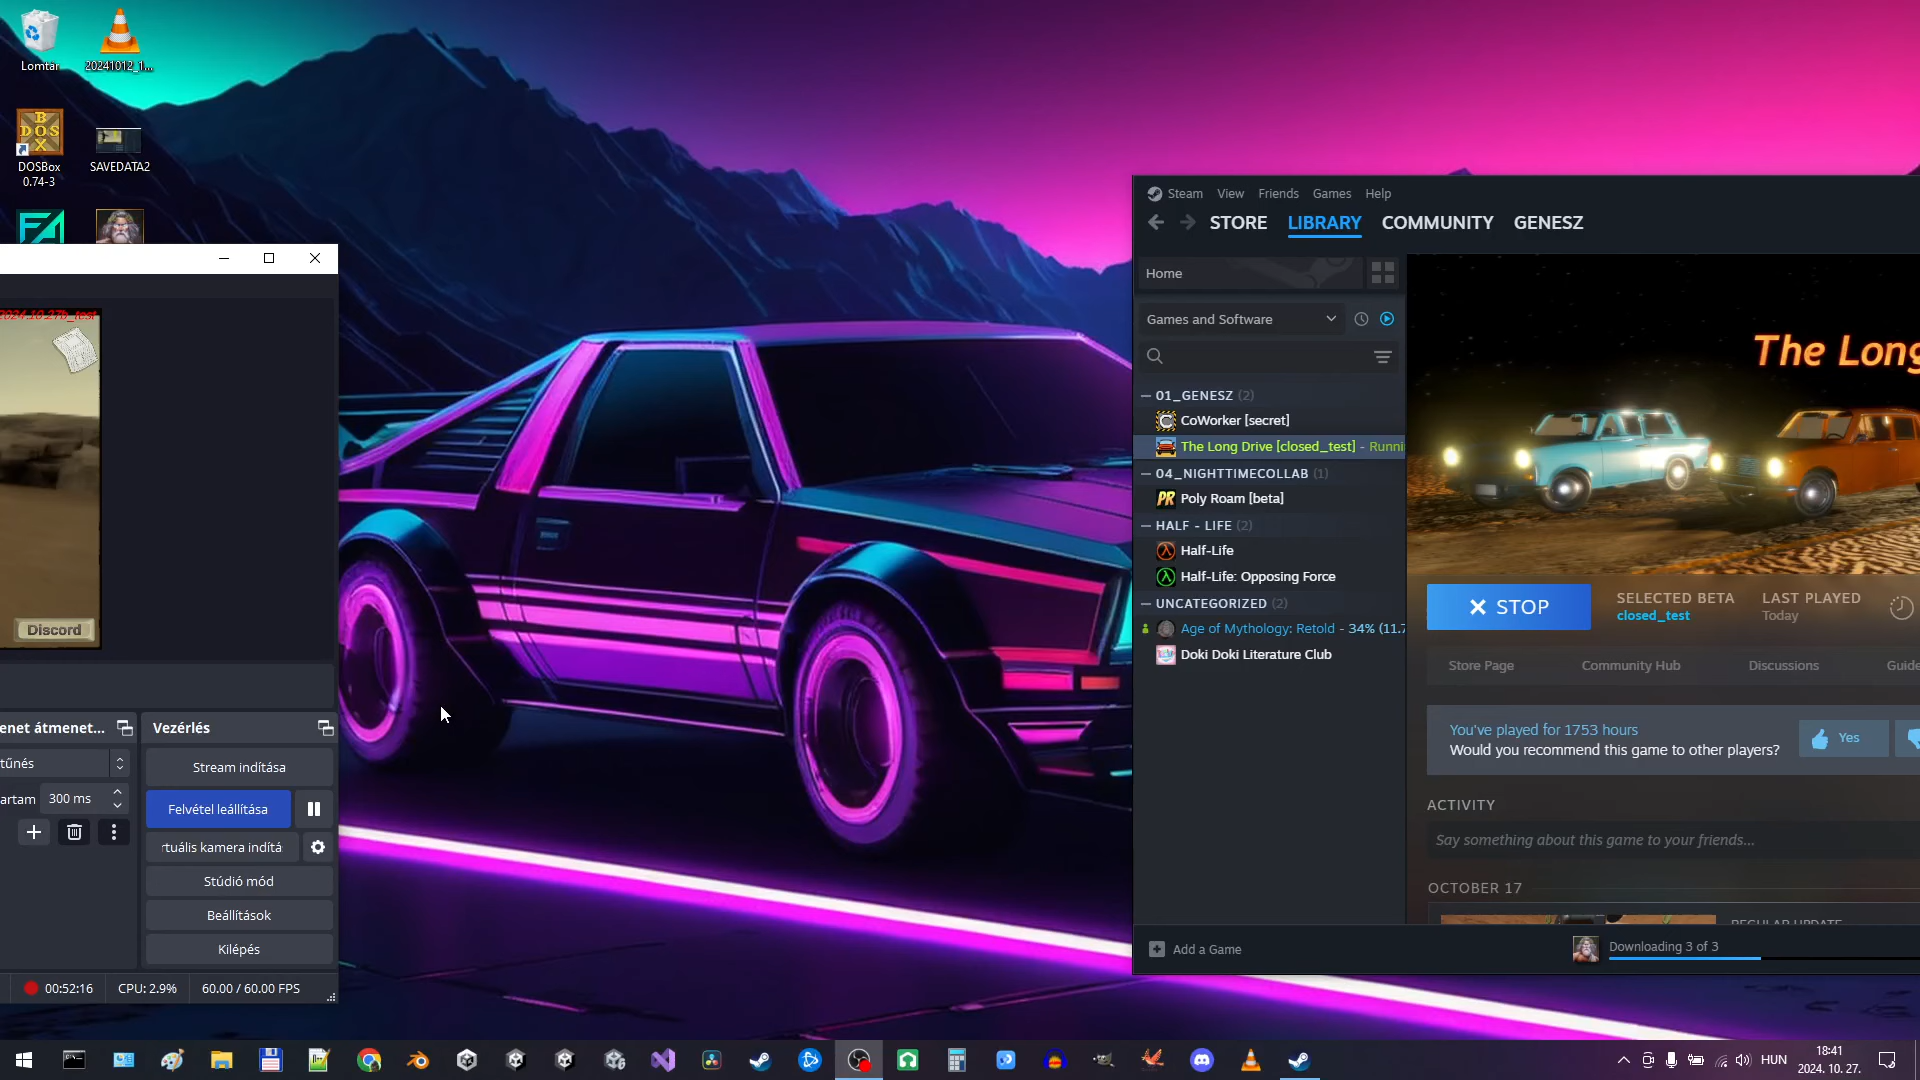 Lomtár
20241012_1...
DOSBox
0.74-3
SAVEDATA2
2024.10.27b_test
Discord
enet átmenet...
Vezérlés
tűnés
artam
300 ms
Stream indítása
Felvétel leállítása
rtuális kamera indítá
Stúdió mód
Beállítások
Kilépés
00:52:16
CPU: 2.9%
60.00 / 60.00 FPS
Steam View Friends Games Help
STORE LIBRARY COMMUNITY GENESZ
Home
Games and Software
01_GENESZ (2)
CoWorker [secret]
The Long Drive [closed_test] - Runni
04_NIGHTTIMECOLLAB (1)
Poly Roam [beta]
HALF - LIFE (2)
Half-Life
Half-Life: Opposing Force
UNCATEGORIZED (2)
Age of Mythology: Retold - 34% (11.7
Doki Doki Literature Club
The Long
STOP
SELECTED BETA
closed_test
LAST PLAYED
Today
Store Page
Community Hub
Discussions
Guide
You've played for 1753 hours
Would you recommend this game to other players?
Yes
ACTIVITY
Say something about this game to your friends...
OCTOBER 17
REGULAR UPDATE
Add a Game
Downloading 3 of 3
HUN
18:41
2024. 10. 27.